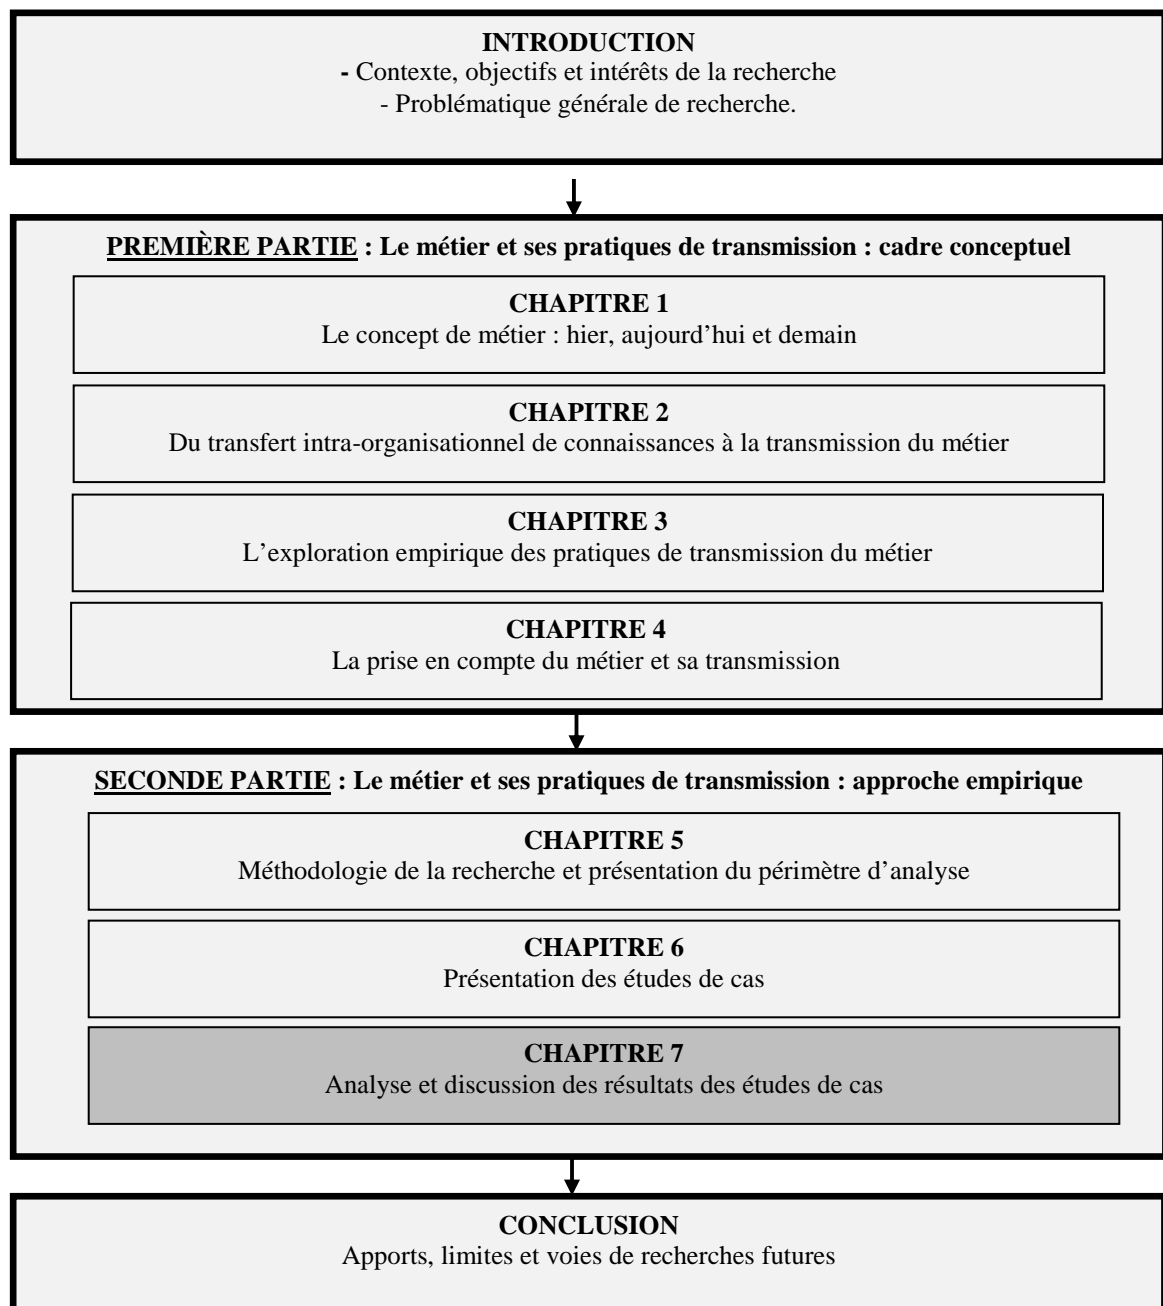 INTRODUCTION
- Contexte, objectifs et intérêts de la recherche
- Problématique générale de recherche.
PREMIÈRE PARTIE : Le métier et ses pratiques de transmission : cadre conceptuel
CHAPITRE 1
Le concept de métier : hier, aujourd’hui et demain
CHAPITRE 2
Du transfert intra-organisationnel de connaissances à la transmission du métier
CHAPITRE 3
L’exploration empirique des pratiques de transmission du métier
CHAPITRE 4
La prise en compte du métier et sa transmission
SECONDE PARTIE : Le métier et ses pratiques de transmission : approche empirique
CHAPITRE 5
Méthodologie de la recherche et présentation du périmètre d’analyse
CHAPITRE 6
Présentation des études de cas
CHAPITRE 7
Analyse et discussion des résultats des études de cas
CONCLUSION
Apports, limites et voies de recherches futures